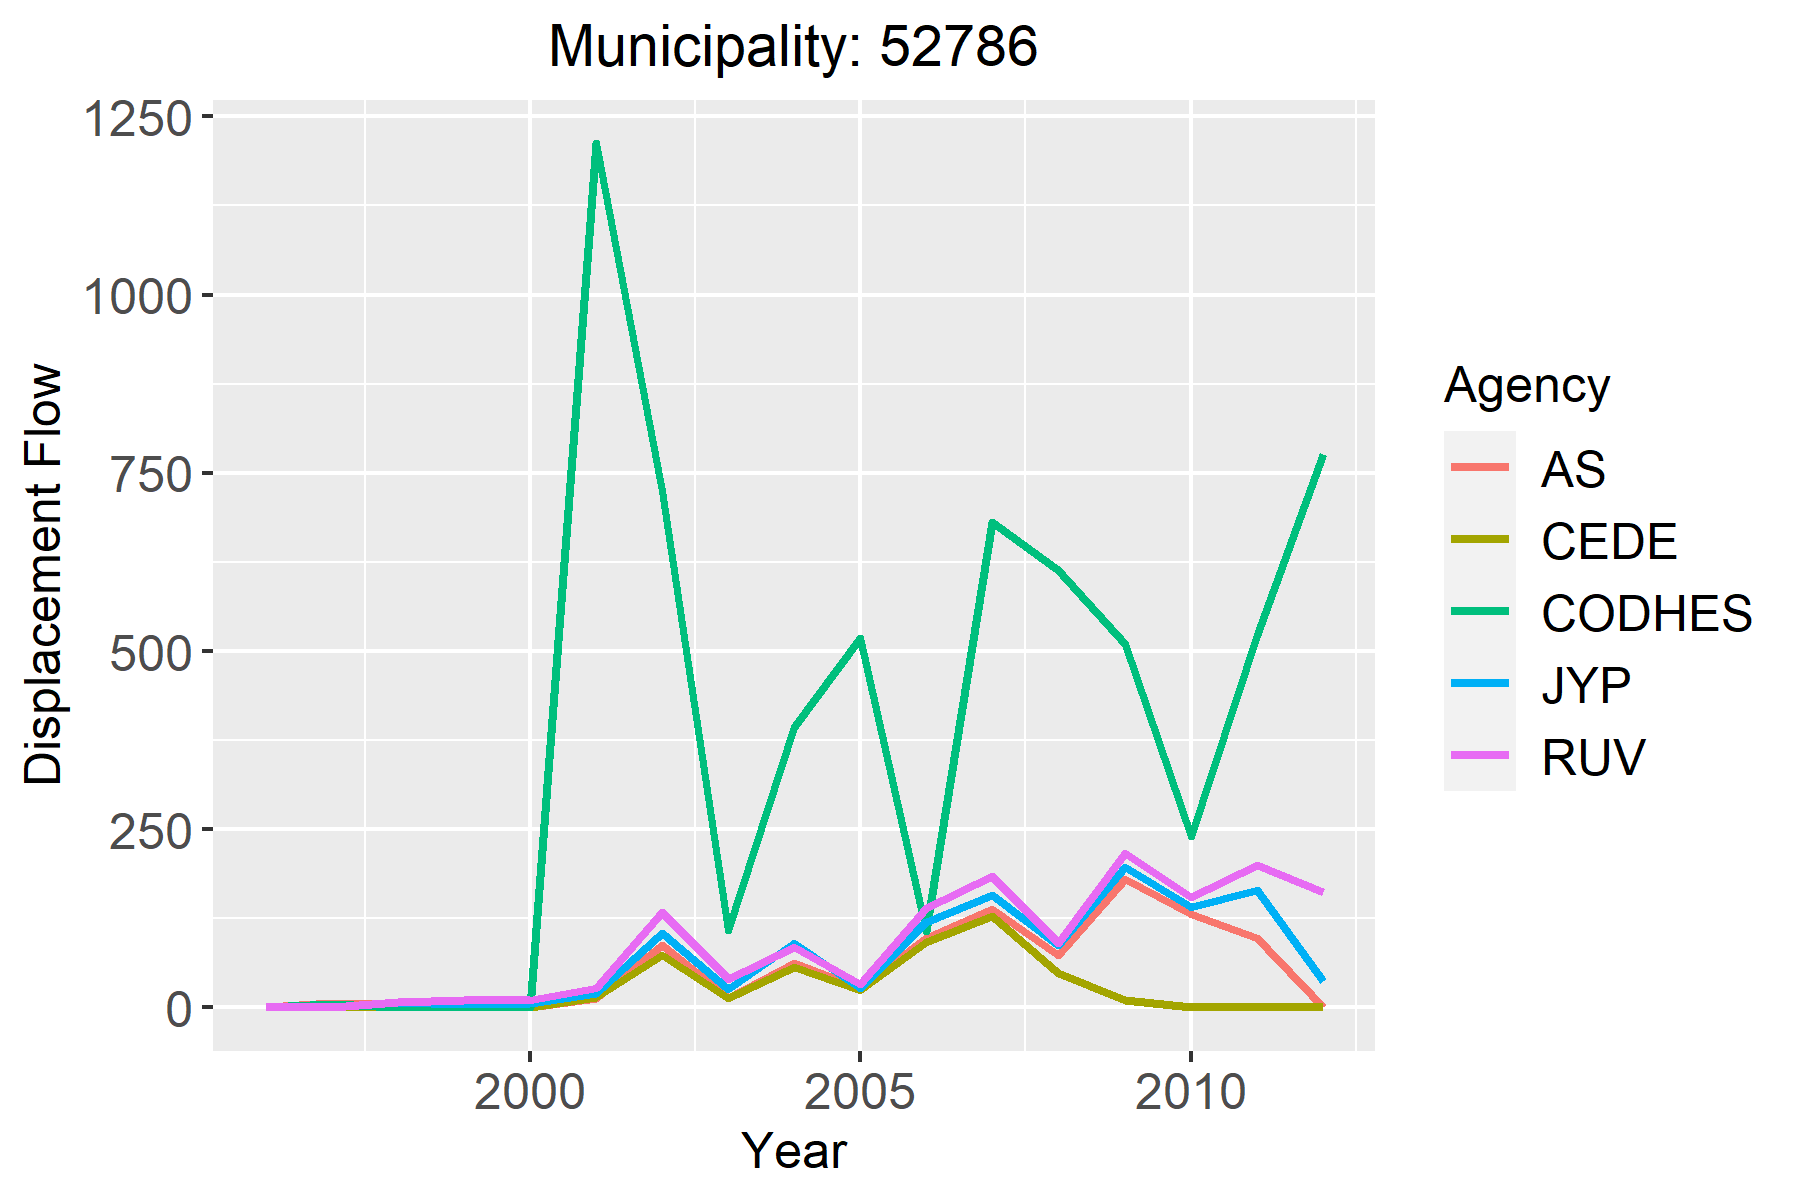 Municipality: 52786
1250
1000
750
500
250
0
Displacement Flow
2000 2005 2010
Year
Agency
AS
CEDE
CODHES
JYP
RUV